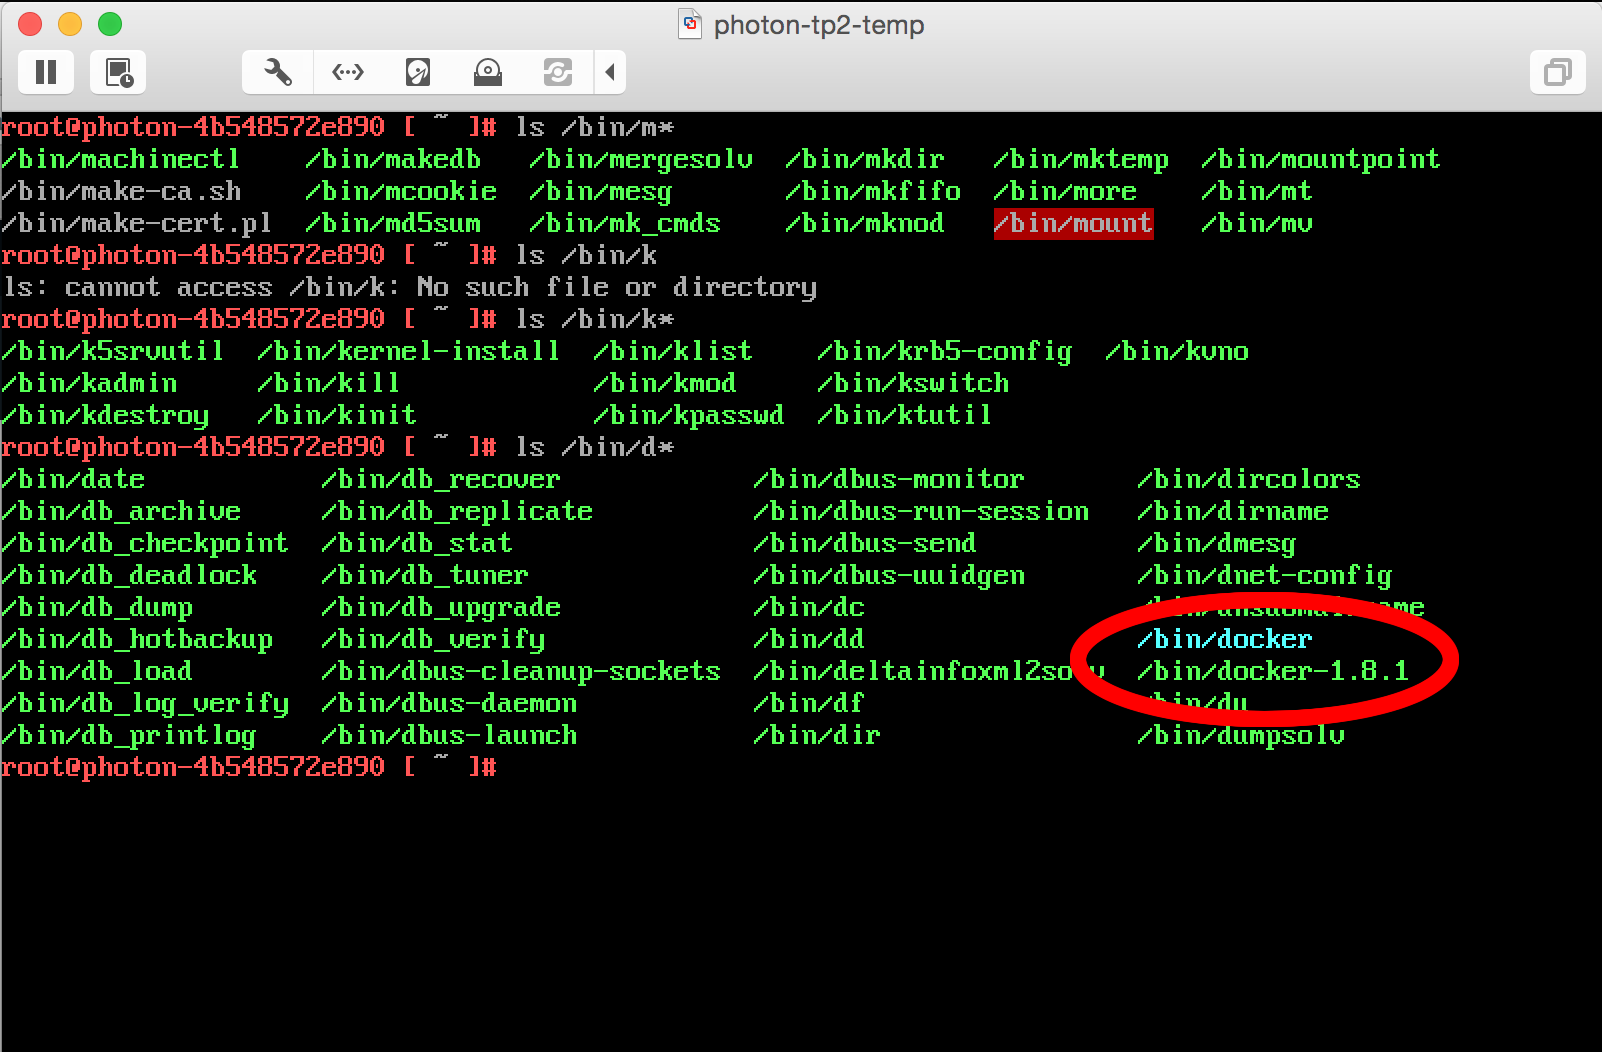 photon-tp2-temp
root@photon-4b548572e890 [ ~ ]# ls /bin/m*
/bin/machinectl /bin/makedb /bin/mergesolv /bin/mkdir /bin/mktemp /bin/mountpoint
/bin/make-ca.sh /bin/mcookie /bin/mesg /bin/mkfifo /bin/more /bin/mt
/bin/make-cert.pl /bin/md5sum /bin/mk_cmds /bin/mknod /bin/mount /bin/mv
root@photon-4b548572e890 [ ~ ]# ls /bin/k
ls: cannot access /bin/k: No such file or directory
root@photon-4b548572e890 [ ~ ]# ls /bin/k*
/bin/k5srvutil /bin/kernel-install /bin/klist /bin/krb5-config /bin/kvno
/bin/kadmin /bin/kill /bin/kmod /bin/kswitch
/bin/kdestroy /bin/kinit /bin/kpasswd /bin/ktutil
root@photon-4b548572e890 [ ~ ]# ls /bin/d*
/bin/date /bin/db_recover /bin/dbus-monitor /bin/dircolors
/bin/db_archive /bin/db_replicate /bin/dbus-run-session /bin/dirname
/bin/db_checkpoint /bin/db_stat /bin/dbus-send /bin/dmesg
/bin/db_deadlock /bin/db_tuner /bin/dbus-uuidgen /bin/dnet-config
/bin/db_dump /bin/db_upgrade /bin/dc
/bin/db_hotbackup /bin/db_verify /bin/dd /bin/docker
/bin/db_load /bin/dbus-cleanup-sockets /bin/deltainfoxml2solv /bin/docker-1.8.1
/bin/db_log_verify /bin/dbus-daemon /bin/df /bin/du
/bin/db_printlog /bin/dbus-launch /bin/dir /bin/dumpsolv
root@photon-4b548572e890 [ ~ ]#